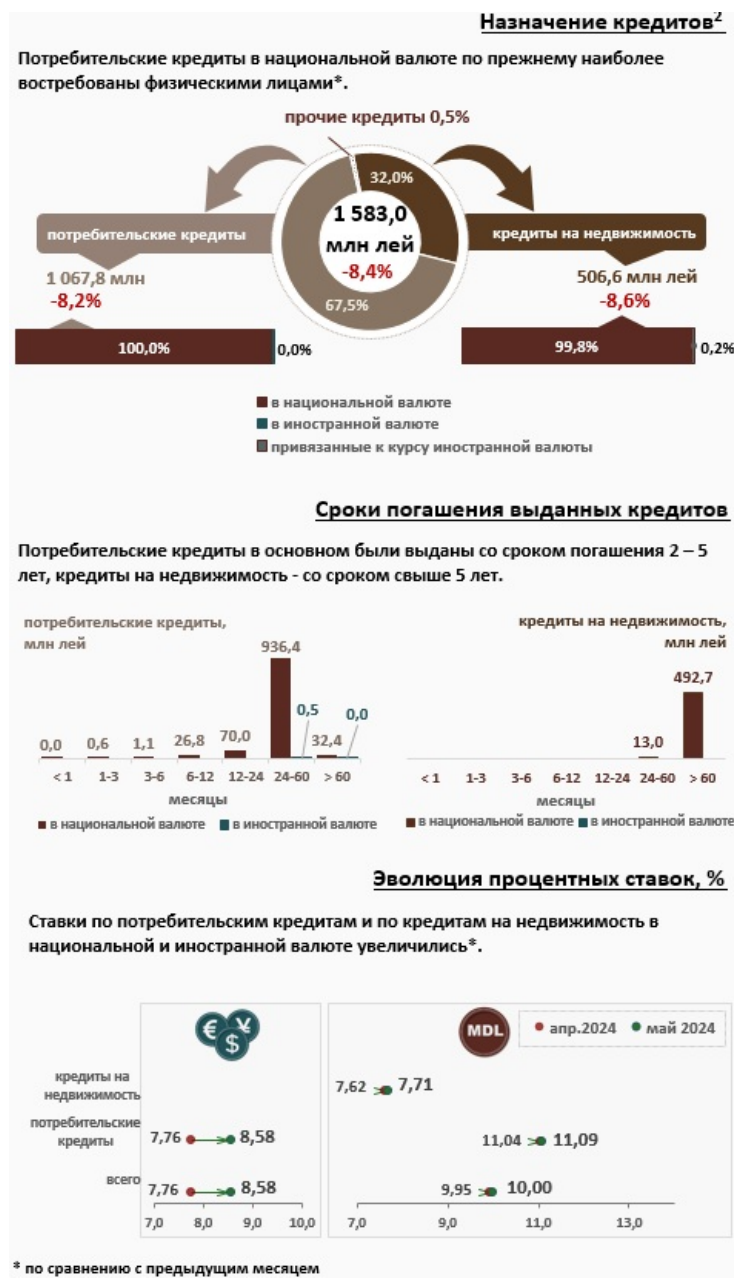 Назначение кредитов²
Потребительские кредиты в национальной валюте по прежнему наиболее
востребованы физическими лицами*.
прочие кредиты 0,5%
32,0%
1 583,0
млн лей
-8,4%
67,5%
потребительские кредиты
1 067,8 млн
-8,2%
100,0%
0,0%
кредиты на недвижимость
506,6 млн лей
-8,6%
99,8%
0,2%
в национальной валюте
в иностранной валюте
привязанные к курсу иностранной валюты
Сроки погашения выданных кредитов
Потребительские кредиты в основном были выданы со сроком погашения 2 – 5
лет, кредиты на недвижимость - со сроком свыше 5 лет.
потребительские кредиты,
млн лей
936,4
0,5
0,0
0,0 0,6 1,1 26,8 70,0 32,4
< 1 1-3 3-6 6-12 12-24 24-60 > 60
месяцы
в национальной валюте в иностранной валюте
кредиты на недвижимость,
млн лей
492,7
13,0
< 1 1-3 3-6 6-12 12-24 24-60 > 60
месяцы
в национальной валюте в иностранной валюте
Эволюция процентных ставок, %
Ставки по потребительским кредитам и по кредитам на недвижимость в
национальной и иностранной валюте увеличились*.
€ ¥ $
MDL
апр.2024 май 2024
кредиты на
недвижимость
7,62 7,71
потребительские
кредиты
7,76 8,58
11,04 11,09
всего
7,76 8,58
9,95 10,00
7,0 8,0 9,0 10,0
7,0 9,0 11,0 13,0
* по сравнению с предыдущим месяцем